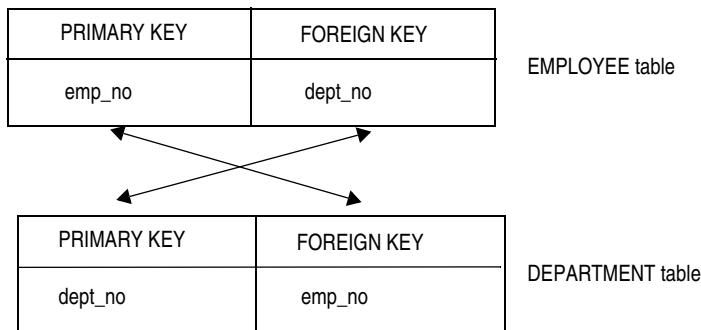 PRIMARY KEY FOREIGN KEY
EMPLOYEE table
emp_no dept_no
PRIMARY KEY FOREIGN KEY
DEPARTMENT table
dept_no emp_no